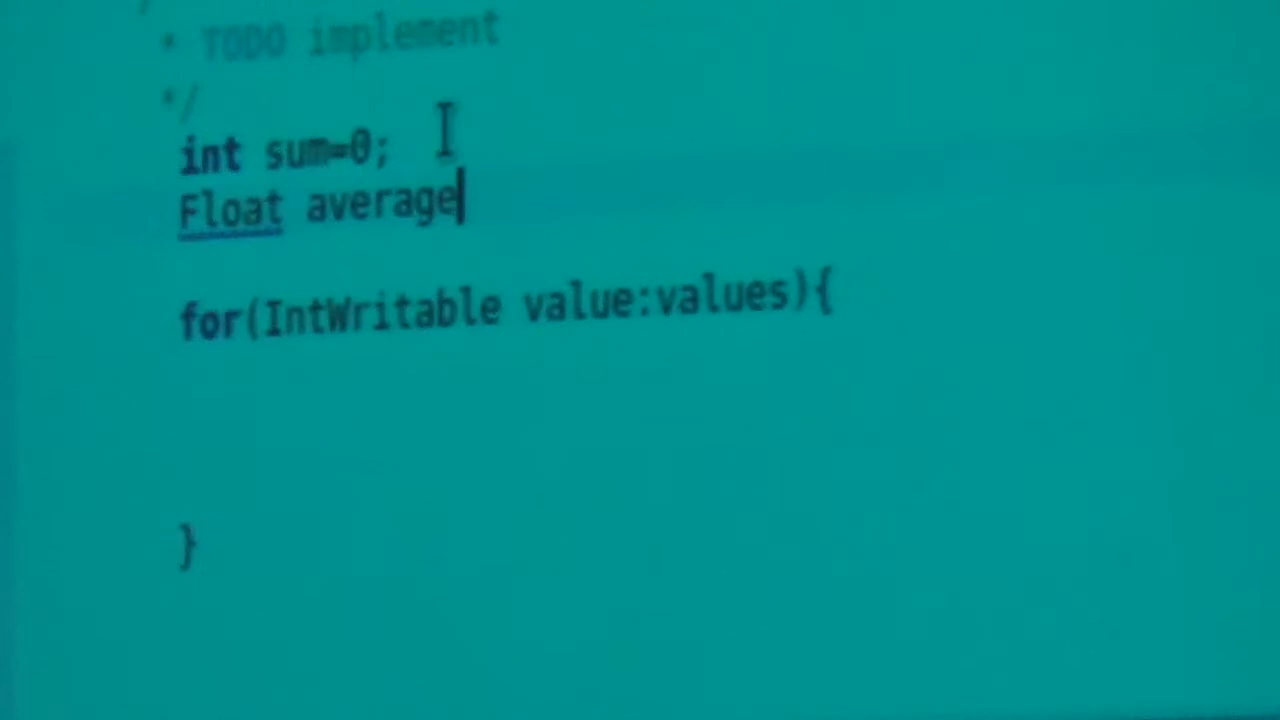 * TODO implement
*/
int sum=0;
Float average
for(IntWritable value:values){
}